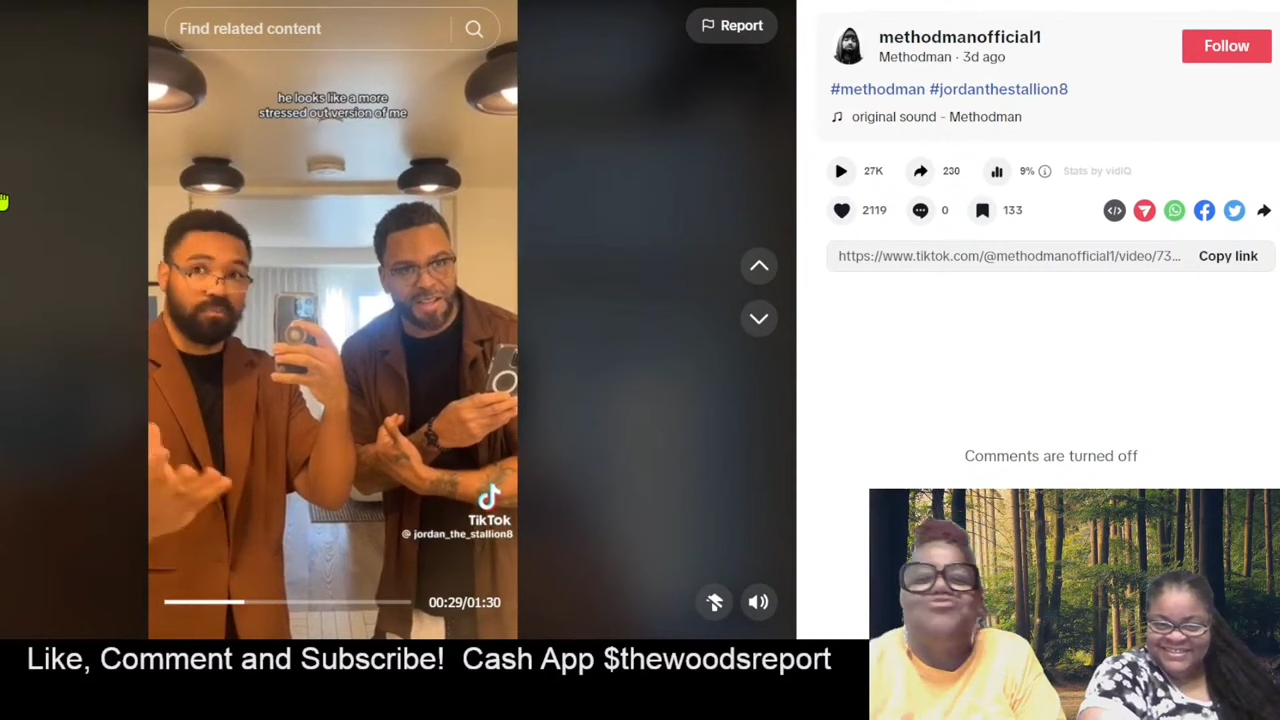 Find related content
Report
he looks like a more
stressed out version of me
TikTok
@ jordan_the_stallion8
00:29/01:30
methodmanofficial1
Methodman · 3d ago
Follow
#methodman #jordanthestallion8
original sound - Methodman
27K
230
9%
Stats by vidIQ
2119
0
133
https://www.tiktok.com/@methodmanofficial1/video/73...
Copy link
Comments are turned off
Like, Comment and Subscribe! Cash App $thewoodsreport